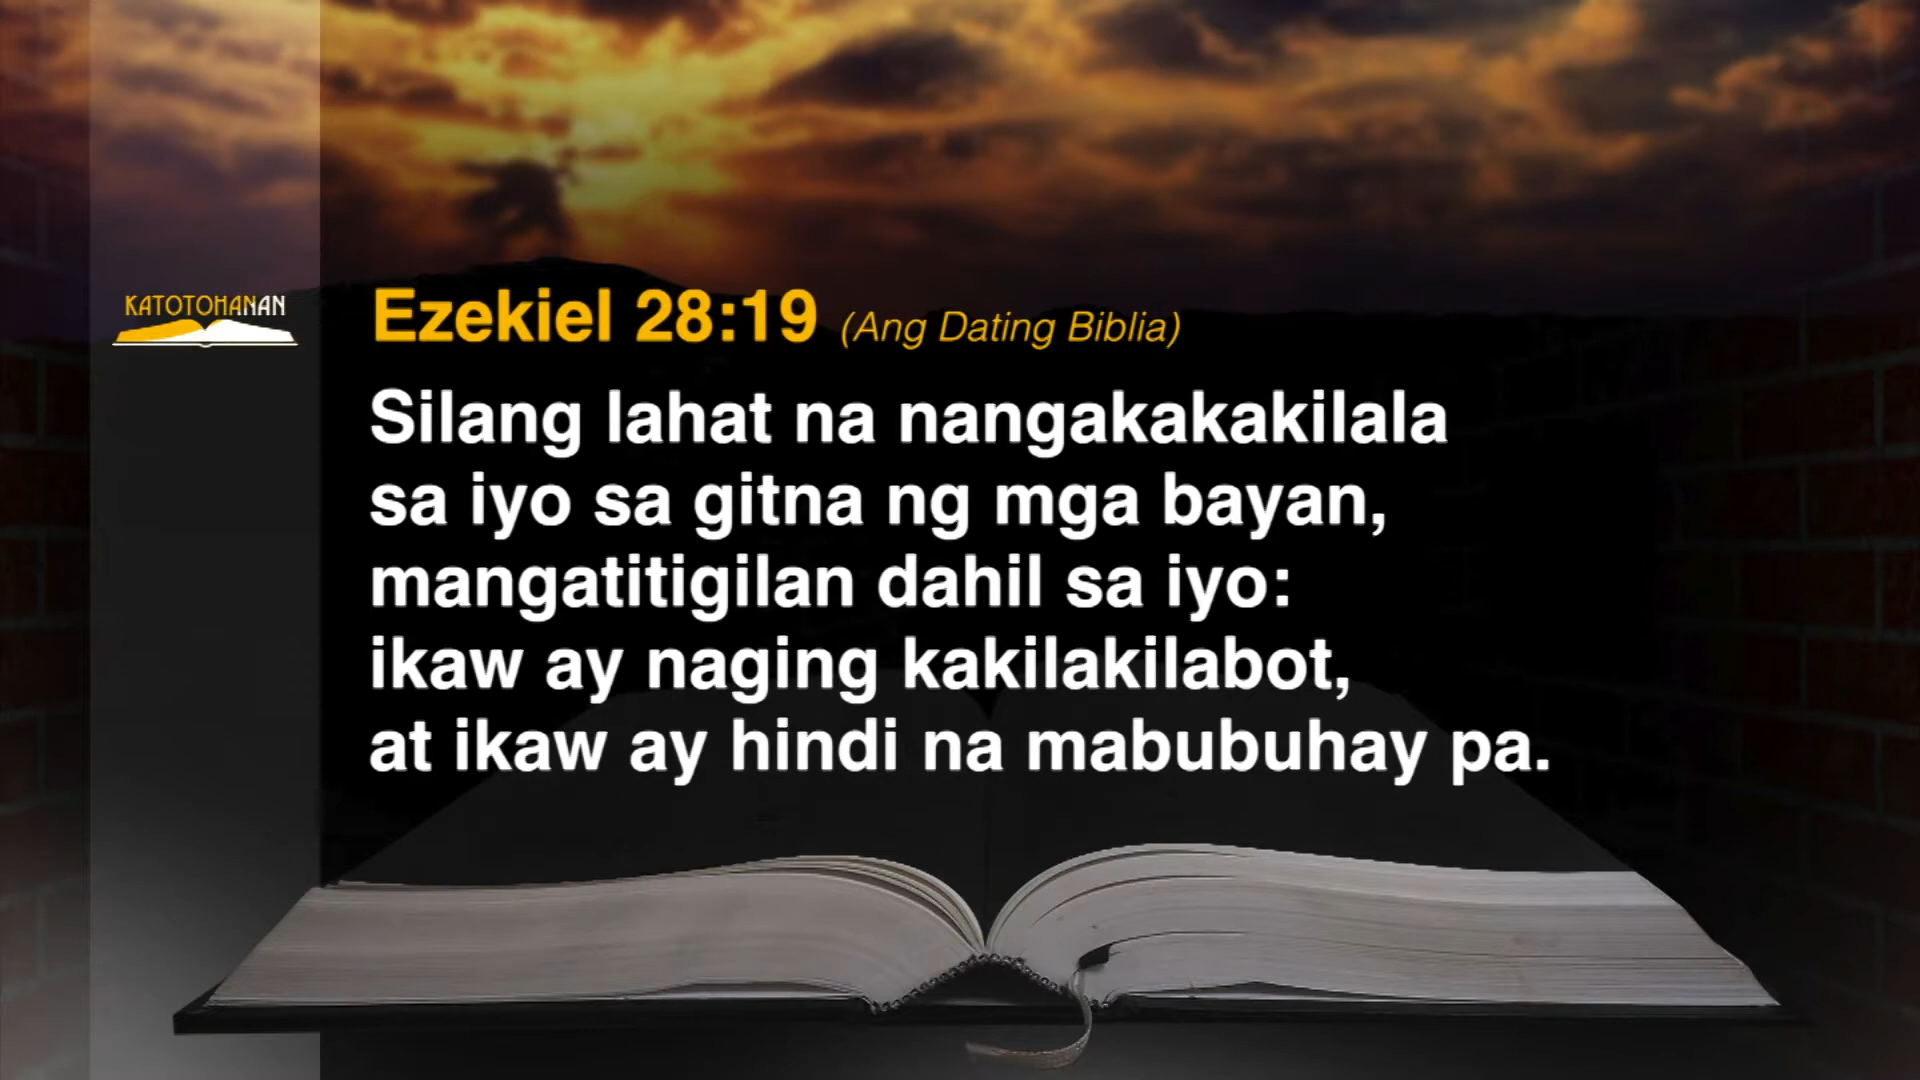 KATOTOHANAN
Ezekiel 28:19 (Ang Dating Biblia)
Silang lahat na nangakakakilala
sa iyo sa gitna ng mga bayan,
mangatitigilan dahil sa iyo:
ikaw ay naging kakilakilabot,
at ikaw ay hindi na mabubuhay pa.